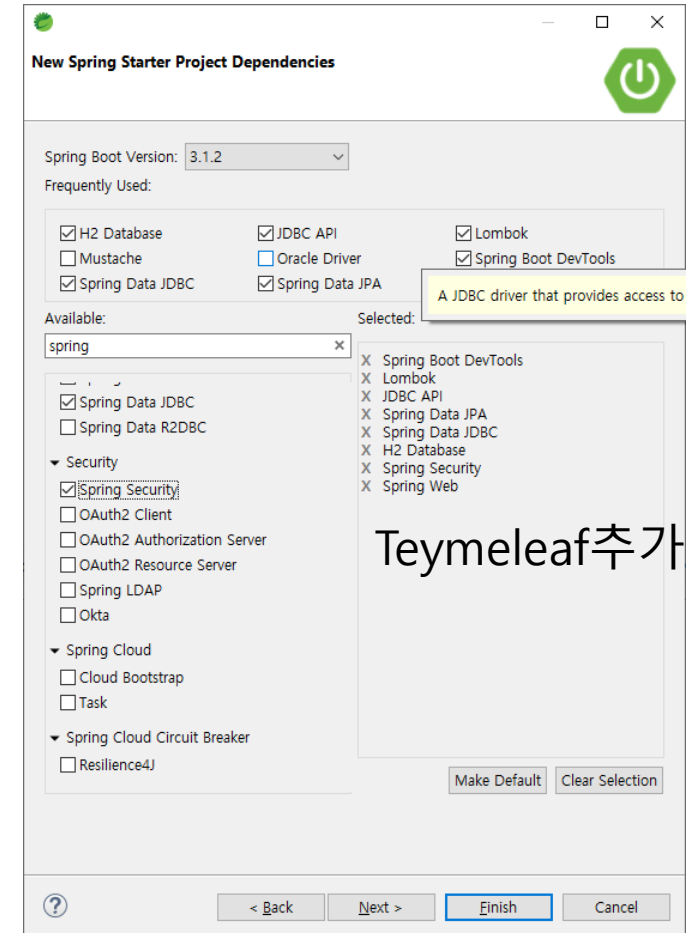 New Spring Starter Project Dependencies
Spring Boot Version: 3.1.2
Frequently Used:
H2 Database
JDBC API
Lombok
Mustache
Oracle Driver
Spring Boot DevTools
Spring Data JDBC
Spring Data JPA
A JDBC driver that provides access to
Available:
Selected:
spring
Spring Data JDBC
Spring Data R2DBC
Security
Spring Security
OAuth2 Client
OAuth2 Authorization Server
OAuth2 Resource Server
Spring LDAP
Okta
Spring Cloud
Cloud Bootstrap
Task
Spring Cloud Circuit Breaker
Resilience4J
X Spring Boot DevTools
X Lombok
X JDBC API
X Spring Data JPA
X Spring Data JDBC
X H2 Database
X Spring Security
X Spring Web
Teymeleaf추가
Make Default
Clear Selection
? < Back
Next >
Finish
Cancel